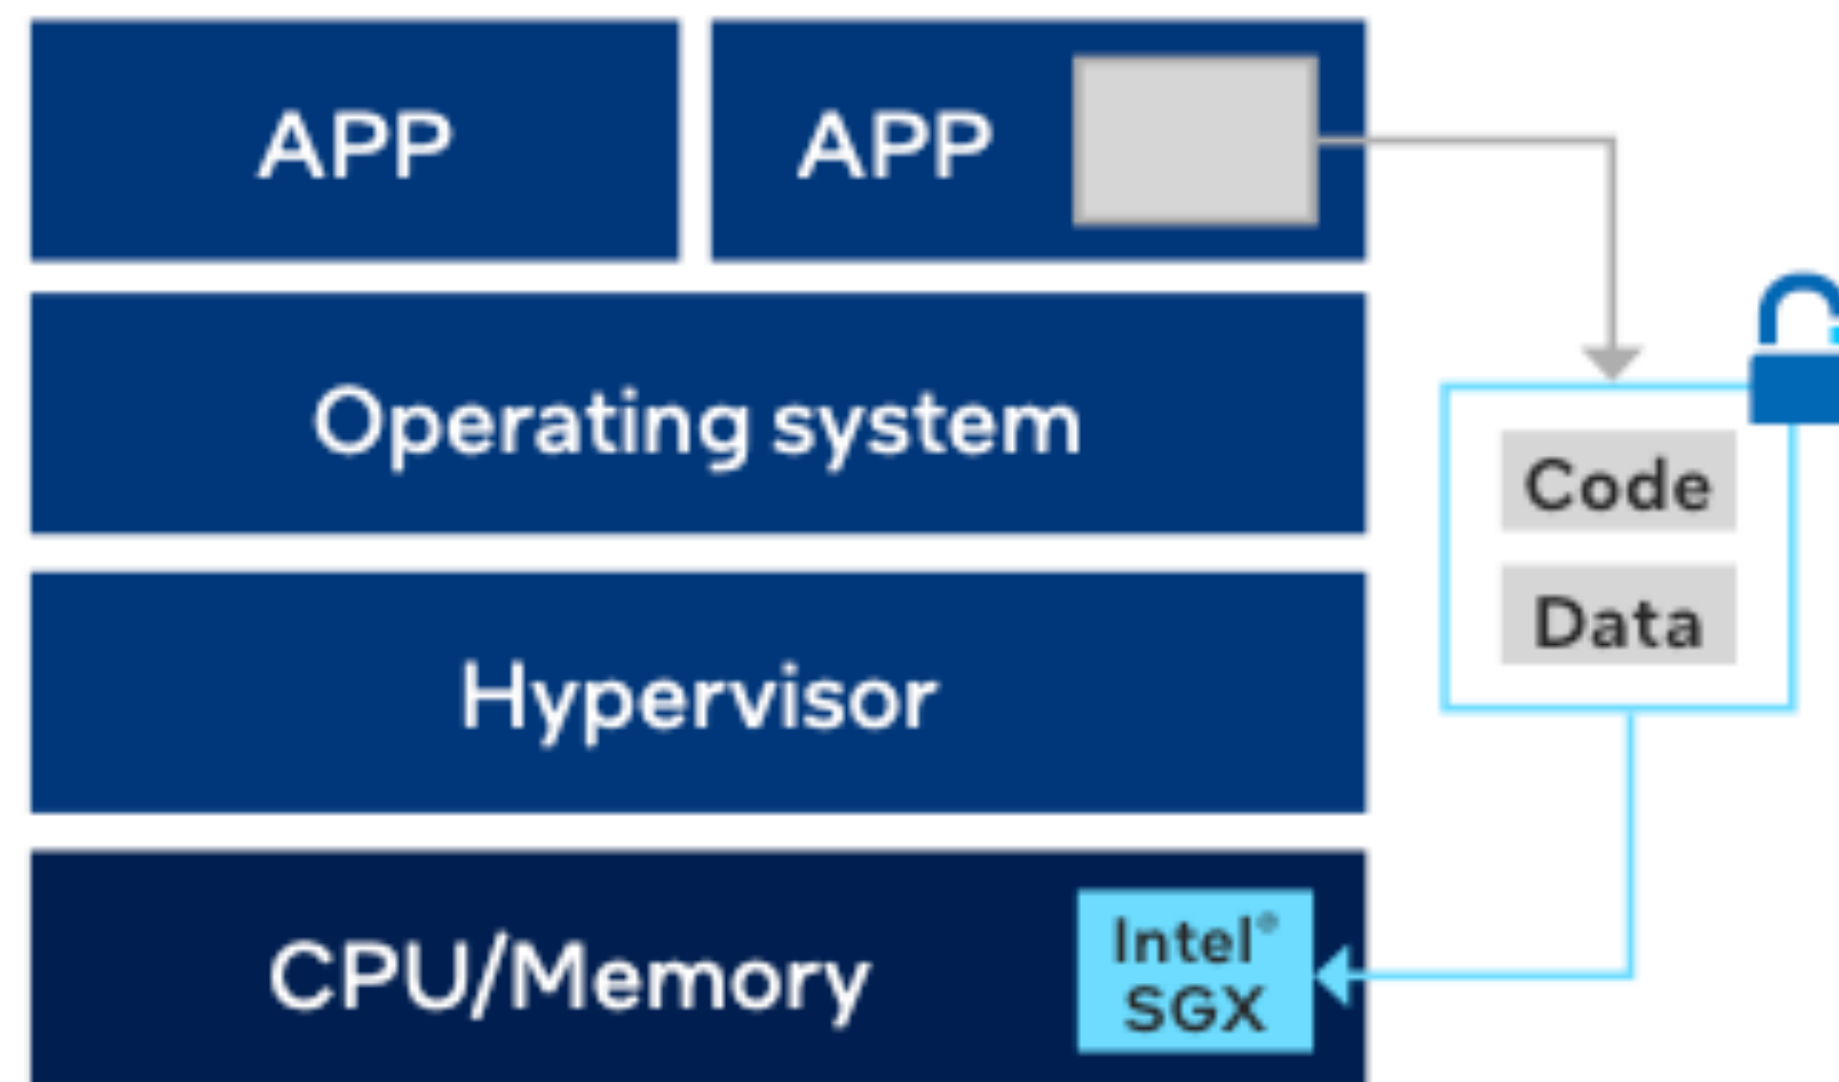 APP
APP
Operating system
Code
Data
Hypervisor
CPU/Memory
Intel®
SGX